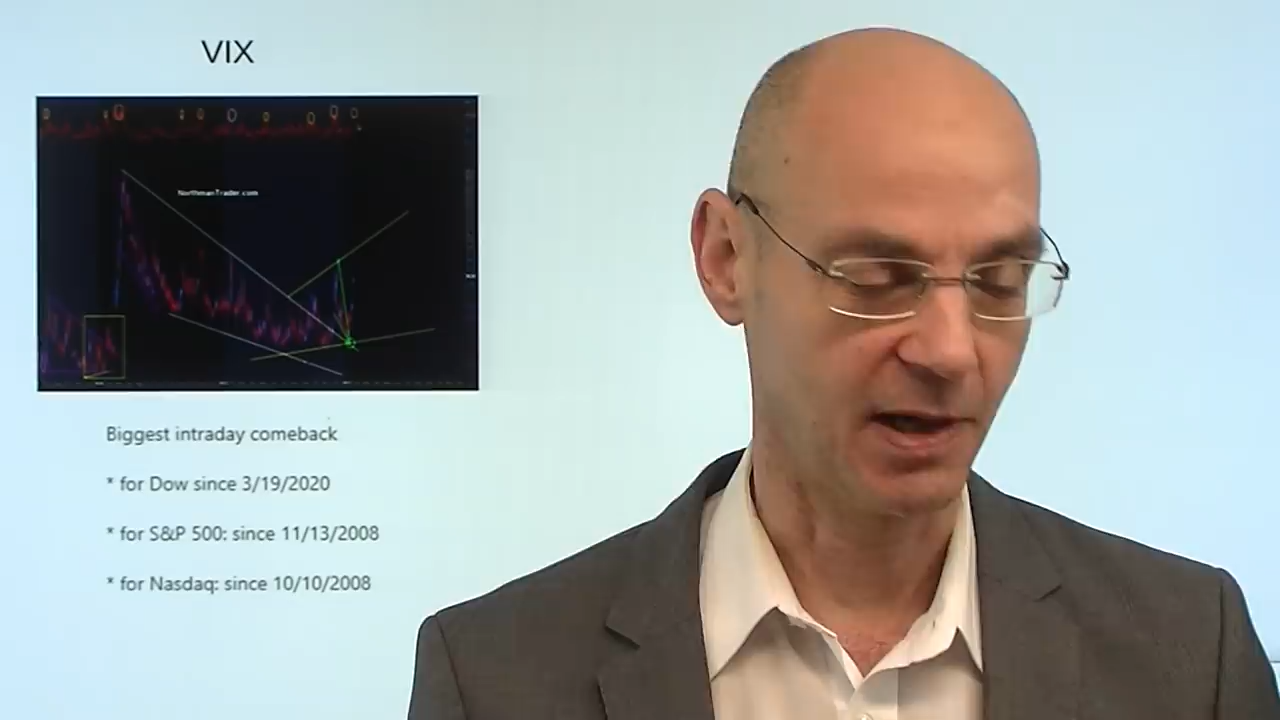 VIX
NorthmanTrader.com
Biggest intraday comeback
* for Dow since 3/19/2020
* for S&P 500: since 11/13/2008
* for Nasdaq: since 10/10/2008